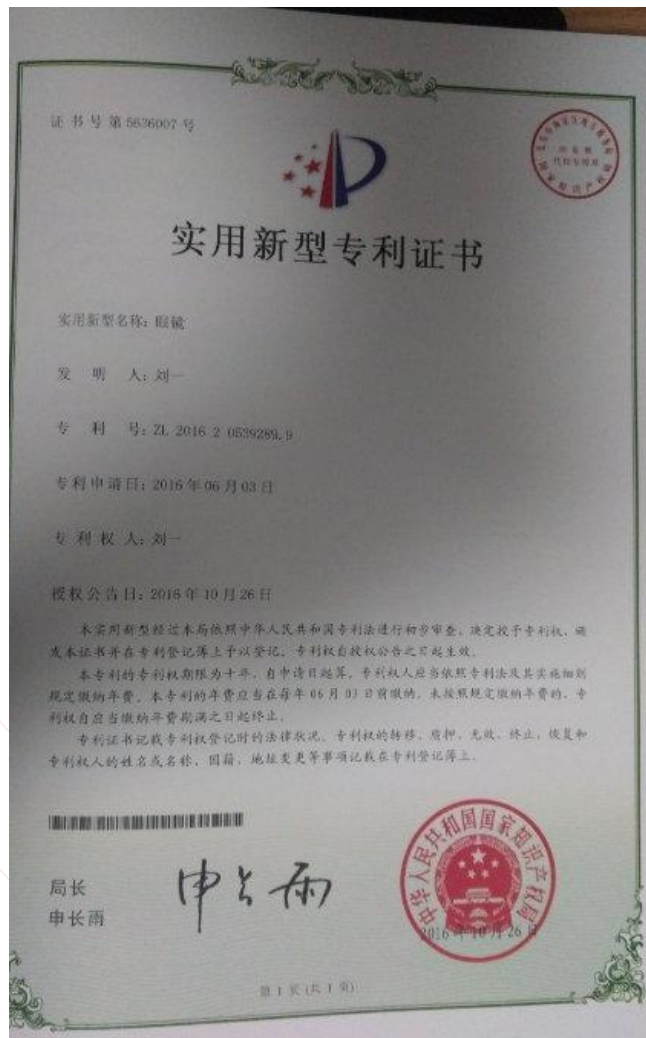 证书号第5636007号
实用新型专利证书
实用新型名称：眼镜
发 明 人：刘一
专 利 号：ZL 2016 2 0539289.9
专利申请日：2016年06月03日
专 利 权 人：刘一
授权公告日：2016年10月26日
本实用新型经过本局依照中华人民共和国专利法进行初步审查，决定授予专利权，颁
发本证书并在专利登记簿上予以登记，专利权自授权公告之日起生效。
本专利的专利权期限为十年，自申请日起算，专利权人应当依照专利法及其实施细则
规定缴纳年费。本专利的年费应当在每年06月03日前缴纳。未按照规定缴纳年费的，专
利权自应当缴纳年费期满之日起终止。
专利证书记载专利权登记时的法律状况。专利权的转移、质押、无效、终止、恢复和
专利权人的姓名或名称、国籍、地址变更等事项记载在专利登记簿上。
局长
申长雨
申长雨
中华人民共和国国家知识产权局
2016年10月26日
第1页(共1页)